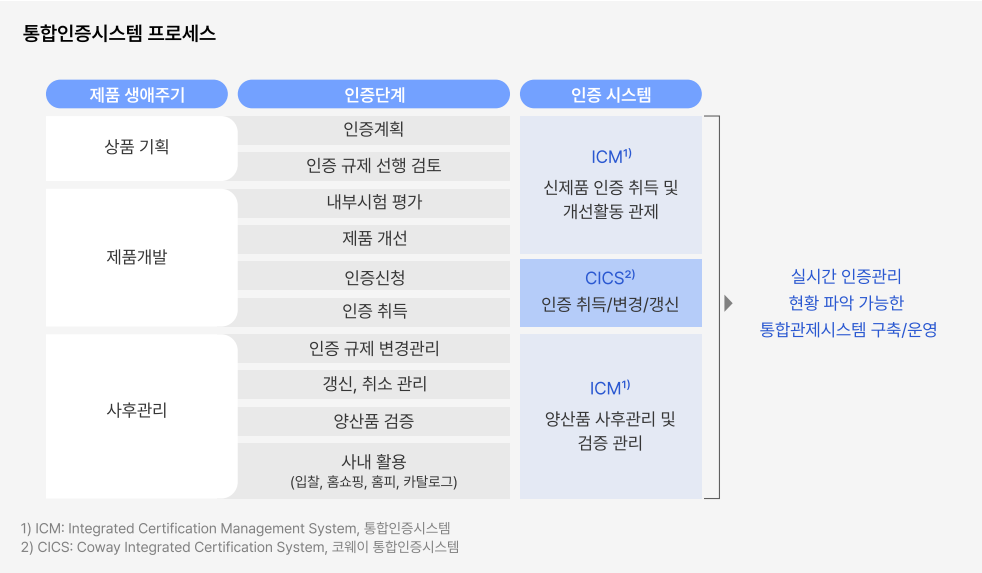 통합인증시스템 프로세스
제품 생애주기
인증단계
인증 시스템
상품 기획
인증계획
인증 규제 선행 검토
제품개발
내부시험 평가
제품 개선
인증신청
인증 취득
사후관리
인증 규제 변경관리
갱신, 취소 관리
양산품 검증
사내 활용
(입찰, 홈쇼핑, 홈피, 카탈로그)
ICM¹⁾
신제품 인증 취득 및
개선활동 관제
CICS²⁾
인증 취득/변경/갱신
ICM¹⁾
양산품 사후관리 및
검증 관리
실시간 인증관리
현황 파악 가능한
통합관제시스템 구축/운영
1) ICM: Integrated Certification Management System, 통합인증시스템
2) CICS: Coway Integrated Certification System, 코웨이 통합인증시스템